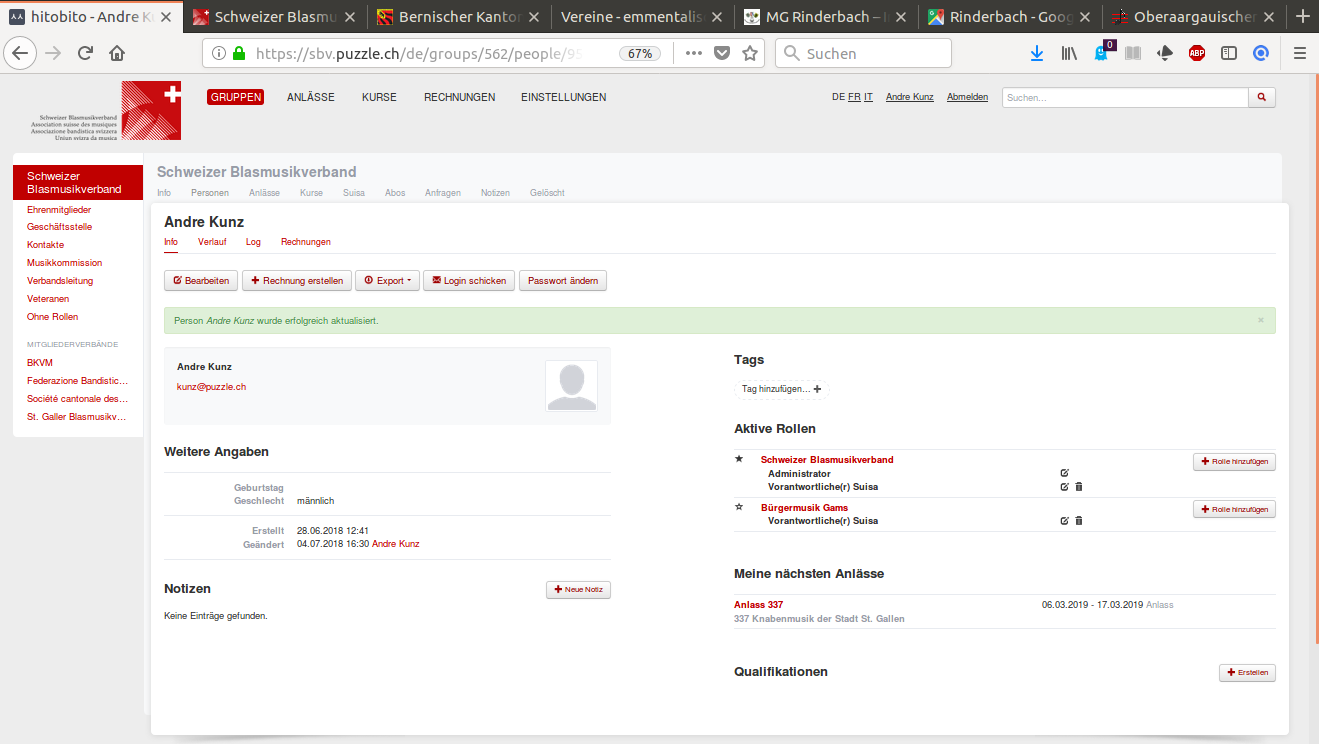 hitobito - Andre K
Schweizer Blasmu
Bernischer Kanto
Vereine - emmentalis
MG Rinderbach – I
Rinderbach - Goog
Oberaargauischer
https://sbv.puzzle.ch/de/groups/562/people/95
67%
Suchen
0
ABP
Schweizer Blasmusikverband
Association suisse des musiques
Associazione bandistica svizzera
Uniun svizra da musica
GRUPPEN
ANLÄSSE
KURSE
RECHNUNGEN
EINSTELLUNGEN
DE FR IT
Andre Kunz
Abmelden
Suchen...
Schweizer
Blasmusikverband
Ehrenmitglieder
Geschäftsstelle
Kontakte
Musikkommission
Verbandsleitung
Veteranen
Ohne Rollen
MITGLIEDERVERBÄNDE
BKVM
Federazione Bandistic...
Société cantonale des...
St. Galler Blasmusikv...
Schweizer Blasmusikverband
Info Personen Anlässe Kurse Suisa Abos Anfragen Notizen Gelöscht
Andre Kunz
Info Verlauf Log Rechnungen
Bearbeiten
Rechnung erstellen
Export
Login schicken
Passwort ändern
Person Andre Kunz wurde erfolgreich aktualisiert.
×
Andre Kunz
kunz@puzzle.ch
Weitere Angaben
Geburtstag
Geschlecht männlich
Erstellt 28.06.2018 12:41
Geändert 04.07.2018 16:30 Andre Kunz
Notizen
Neue Notiz
Keine Einträge gefunden.
Tags
Tag hinzufügen...
Aktive Rollen
Schweizer Blasmusikverband
Rolle hinzufügen
Administrator
Vorantwortliche(r) Suisa
Bürgermusik Gams
Rolle hinzufügen
Vorantwortliche(r) Suisa
Meine nächsten Anlässe
Anlass 337
06.03.2019 - 17.03.2019 Anlass
337 Knabenmusik der Stadt St. Gallen
Qualifikationen
Erstellen